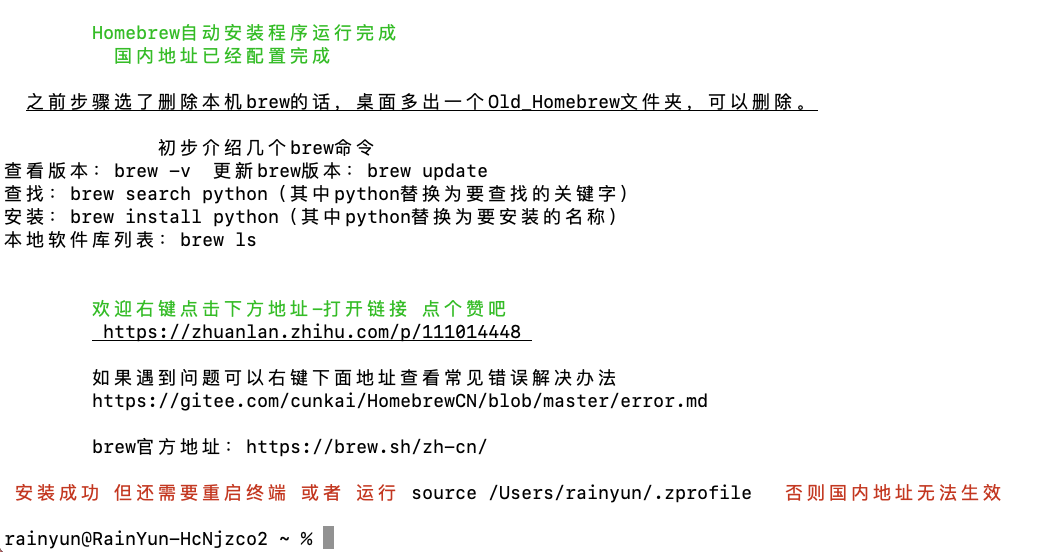 Homebrew自动安装程序运行完成
国内地址已经配置完成
之前步骤选了删除本机brew的话，桌面多出一个Old_Homebrew文件夹，可以删除。
初步介绍几个brew命令
查看版本：brew -v 更新brew版本：brew update
查找：brew search python（其中python替换为要查找的关键字）
安装：brew install python（其中python替换为要安装的名称）
本地软件库列表：brew ls
欢迎右键点击下方地址-打开链接 点个赞吧
https://zhuanlan.zhihu.com/p/111014448
如果遇到问题可以右键下面地址查看常见错误解决办法
https://gitee.com/cunkai/HomebrewCN/blob/master/error.md
brew官方地址：https://brew.sh/zh-cn/
安装成功 但还需要重启终端 或者 运行 source /Users/rainyun/.zprofile 否则国内地址无法生效
rainyun@RainYun-HcNjzco2 ~ %